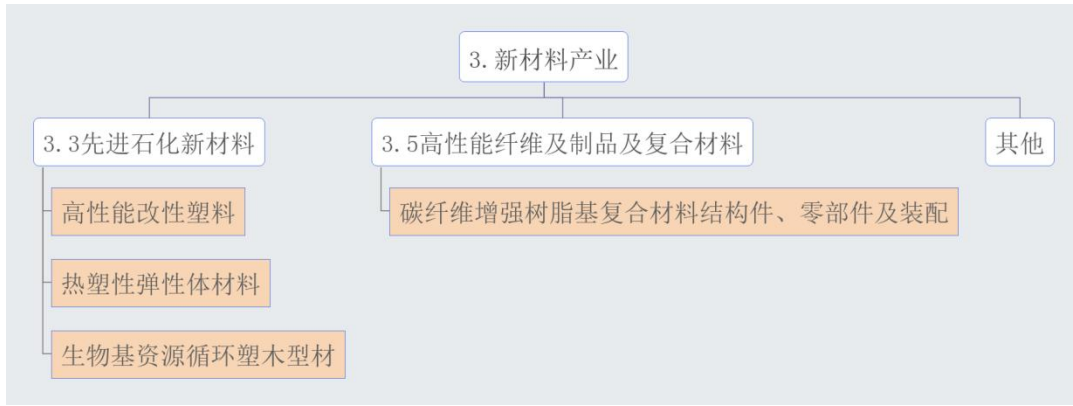 3.新材料产业
3.3先进石化新材料
3.5高性能纤维及制品及复合材料
其他
高性能改性塑料
碳纤维增强树脂基复合材料结构件、零部件及装配
热塑性弹性体材料
生物基资源循环塑木型材